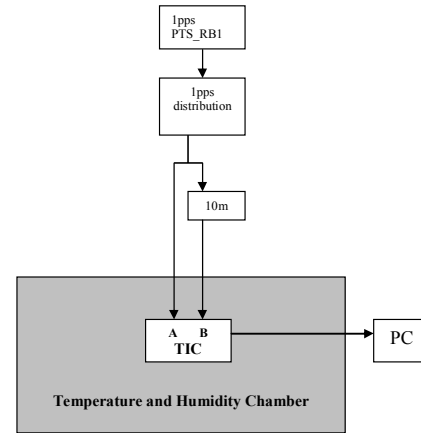 1pps
PTS_RB1
1pps
distribution
10m
A B
TIC
PC
Temperature and Humidity Chamber